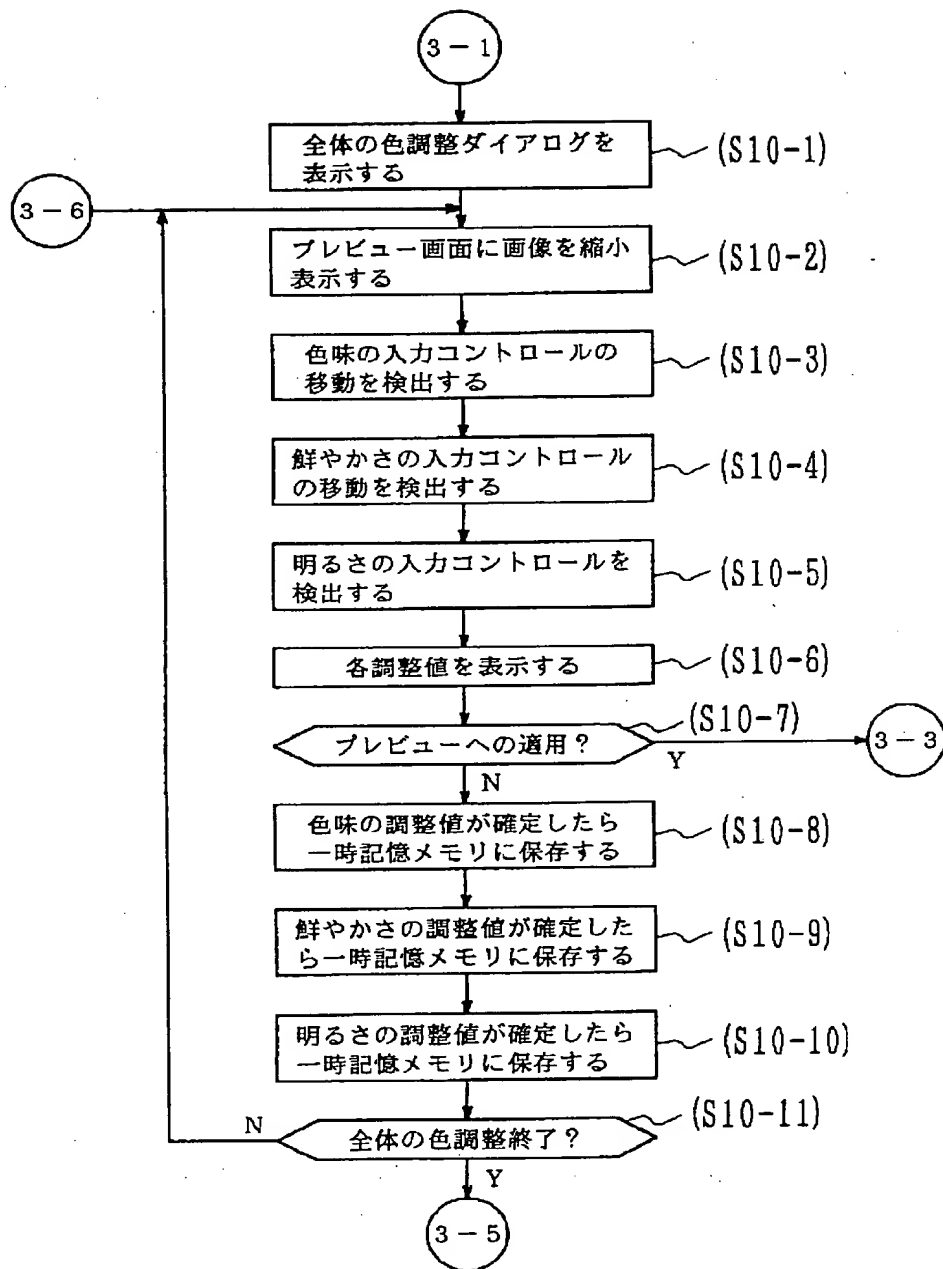 3-1
全体の色調整ダイアログを
表示する
(S10-1)
3-6
プレビュー画面に画像を縮小
表示する
(S10-2)
色味の入力コントロールの
移動を検出する
(S10-3)
鮮やかさの入力コントロール
の移動を検出する
(S10-4)
明るさの入力コントロールを
検出する
(S10-5)
各調整値を表示する
(S10-6)
プレビューへの適用?
(S10-7)
Y
3-3
N
色味の調整値が確定したら
一時記憶メモリに保存する
(S10-8)
鮮やかさの調整値が確定した
ら一時記憶メモリに保存する
(S10-9)
明るさの調整値が確定したら
一時記憶メモリに保存する
(S10-10)
N
全体の色調整終了?
(S10-11)
Y
3-5